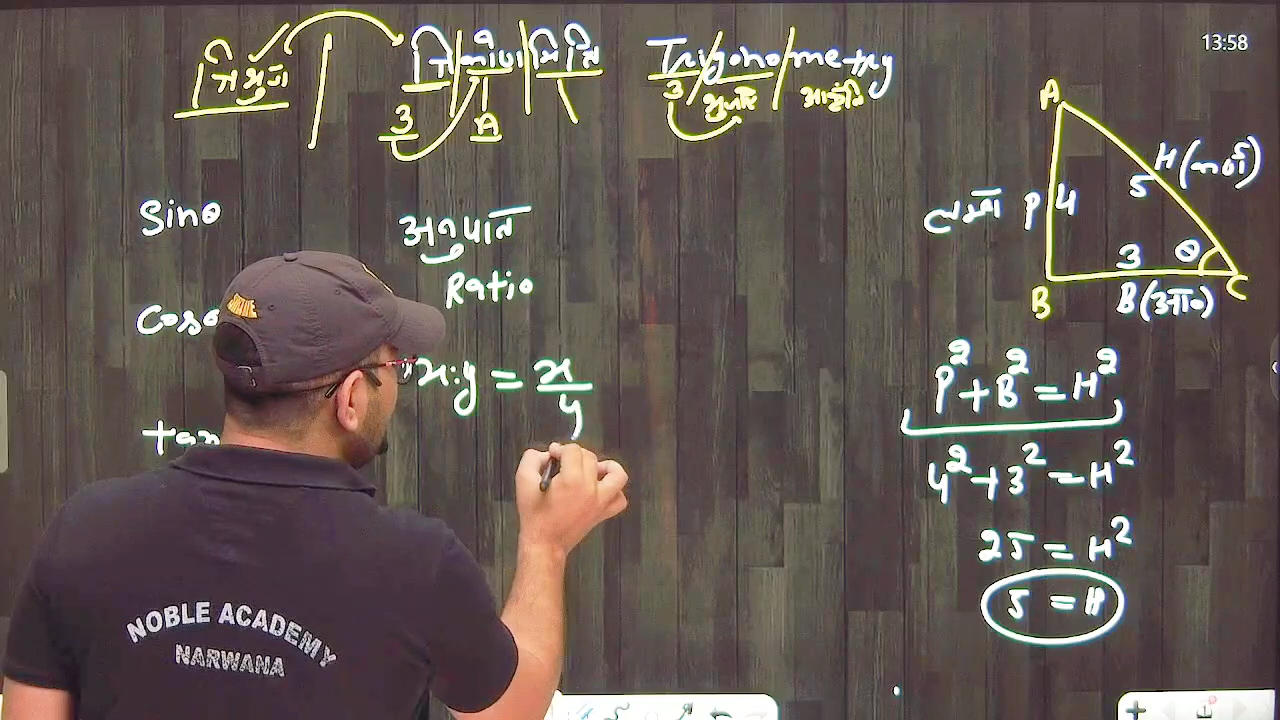 त्रिभुज
त्रिकोणमिति
Trigonometry
3
A
3
भुजाएँ
13:58
A
H(कर्ण)
5
लम्ब P 4
3 θ
B C
B(आधार)
Sinθ
अनुपात
Ratio
Cosθ
x:y = x/y
tan
P²+B²=H²
4²+3²=H²
25=H²
5=H
NOBLE ACADEMY
NARWANA